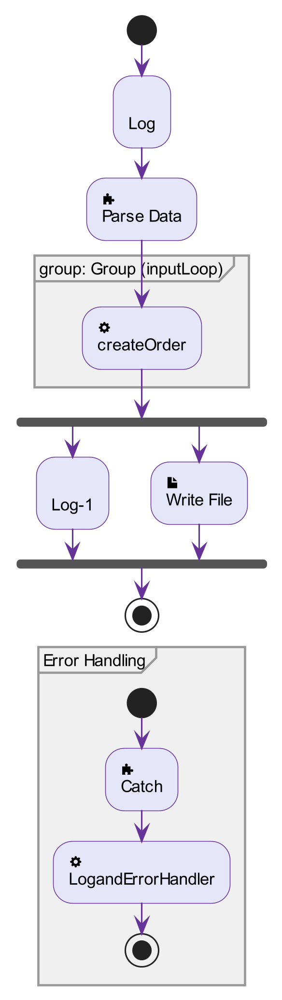 Log
Parse Data
group: Group (inputLoop)
createOrder
Log-1
Write File
Error Handling
Catch
LogandErrorHandler